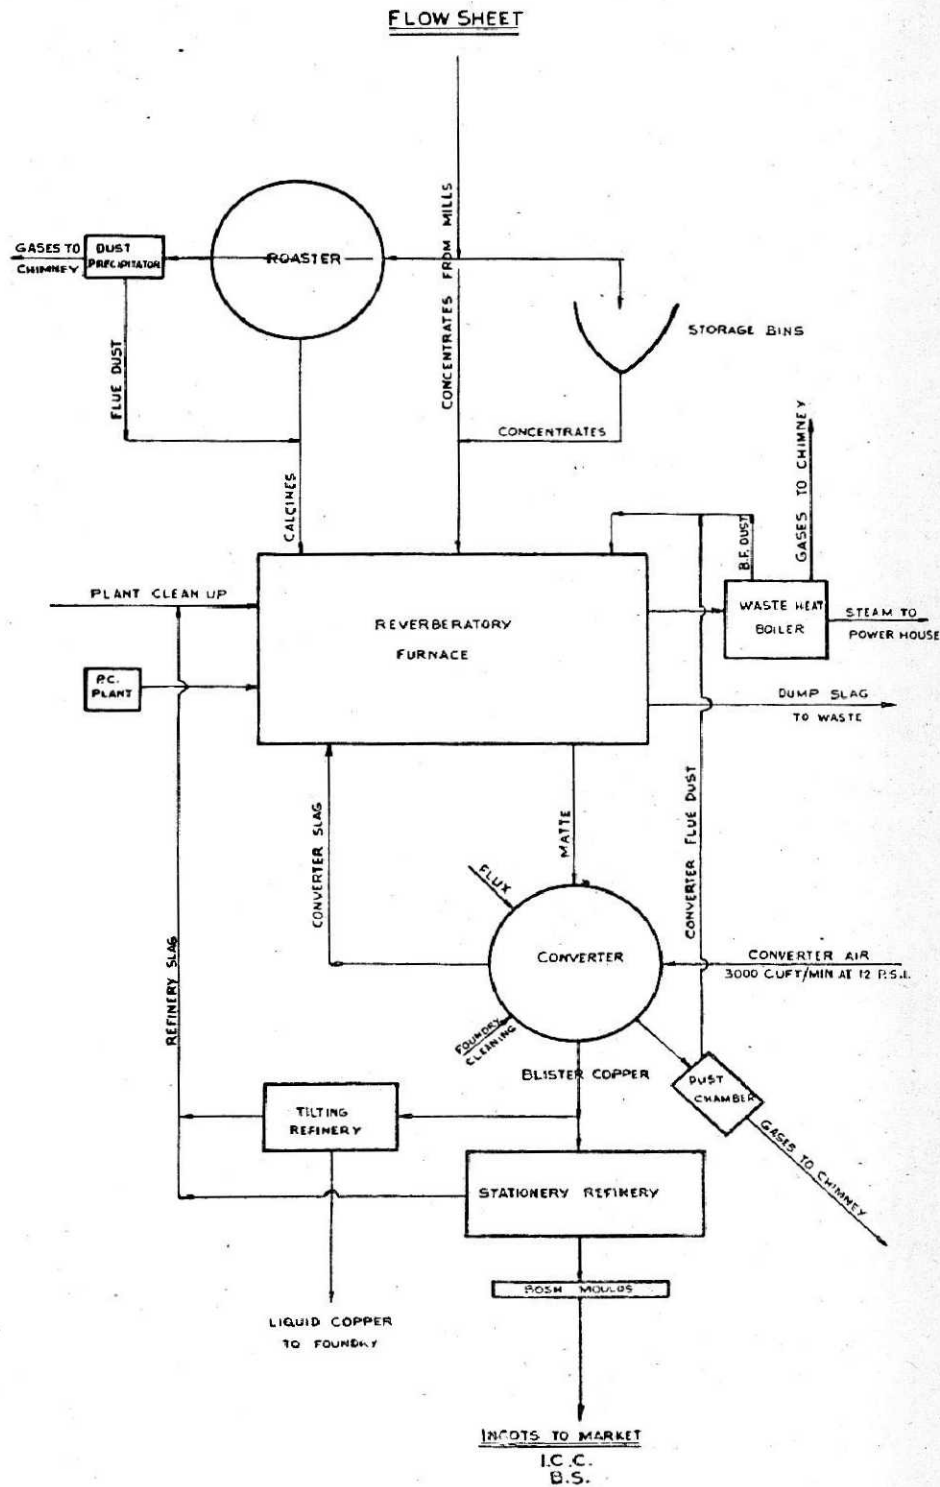 FLOW SHEET
CONCENTRATES FROM MILLS
GASES TO
CHIMNEY
DUST
PRECIPITATOR
ROASTER
STORAGE BINS
FLUE DUST
CONCENTRATES
CALCINES
GASES TO CHIMNEY
B.F. DUST
PLANT CLEAN UP
REVERBERATORY
FURNACE
WASTE HEAT
BOILER
STEAM TO
POWER HOUSE
P.C.
PLANT
DUMP SLAG
TO WASTE
CONVERTER SLAG
MATTE
CONVERTER FLUE DUST
FLUX
CONVERTER
CONVERTER AIR
3000 CUFT/MIN AT 12 P.S.I.
REFINERY SLAG
FOUNDRY
CLEANING
BLISTER COPPER
DUST
CHAMBER
TILTING
REFINERY
GASES TO CHIMNEY
STATIONERY REFINERY
BOSH MOULDS
LIQUID COPPER
TO FOUNDRY
INGOTS TO MARKET
I.C.C.
B.S.